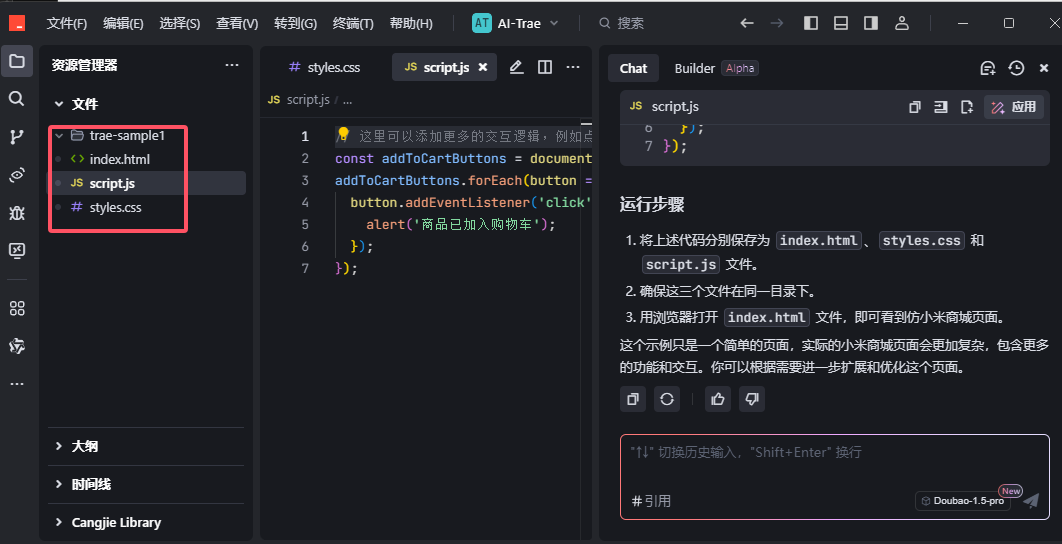 文件(F) 编辑(E) 选择(S) 查看(V) 转到(G) 终端(T) 帮助(H) AT AI-Trae 搜索
资源管理器 ···
文件
trae-sample1
<> index.html
JS script.js
# styles.css
大纲
时间线
Cangjie Library
# styles.css JS script.js
JS script.js / ...
1 // 这里可以添加更多的交互逻辑，例如点
2 const addToCartButtons = document
3 addToCartButtons.forEach(button =
4 button.addEventListener('click'
5 alert('商品已加入购物车');
6 });
7 });
Chat Builder Alpha
JS script.js 应用
6 });
7 });
运行步骤
1. 将上述代码分别保存为 index.html、styles.css 和
script.js 文件。
2. 确保这三个文件在同一目录下。
3. 用浏览器打开 index.html 文件，即可看到仿小米商城页面。
这个示例只是一个简单的页面，实际的小米商城页面会更加复杂，包含更多
的功能和交互。你可以根据需要进一步扩展和优化这个页面。
"↑↓" 切换历史输入，"Shift+Enter" 换行
# 引用 Doubao-1.5-pro New